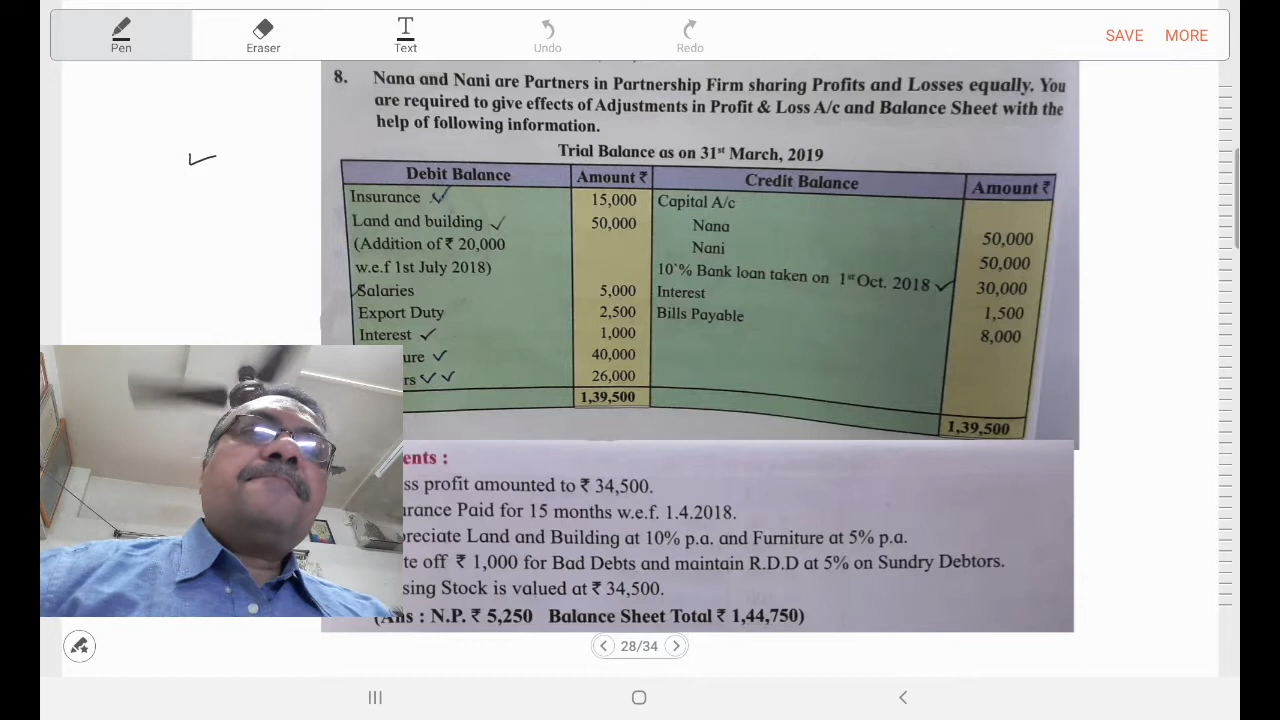 Pen
Eraser
T
Text
Undo
Redo
SAVE
MORE
8. Nana and Nani are Partners in Partnership Firm sharing Profits and Losses equally. You
are required to give effects of Adjustments in Profit & Loss A/c and Balance Sheet with the
help of following information.
Trial Balance as on 31st March, 2019
Debit Balance Amount ₹ Credit Balance Amount ₹
Insurance 15,000 Capital A/c
Land and building 50,000 Nana 50,000
(Addition of ₹ 20,000 Nani 50,000
w.e.f 1st July 2018) 10% Bank loan taken on 1st Oct. 2018 30,000
Salaries 5,000 Interest 1,500
Export Duty 2,500 Bills Payable 8,000
Interest 1,000
ure 40,000
rs 26,000
1,39,500 1,39,500
ents :
ss profit amounted to ₹ 34,500.
urance Paid for 15 months w.e.f. 1.4.2018.
preciate Land and Building at 10% p.a. and Furniture at 5% p.a.
te off ₹ 1,000 for Bad Debts and maintain R.D.D at 5% on Sundry Debtors.
sing Stock is valued at ₹ 34,500.
(Ans : N.P. ₹ 5,250 Balance Sheet Total ₹ 1,44,750)
28/34